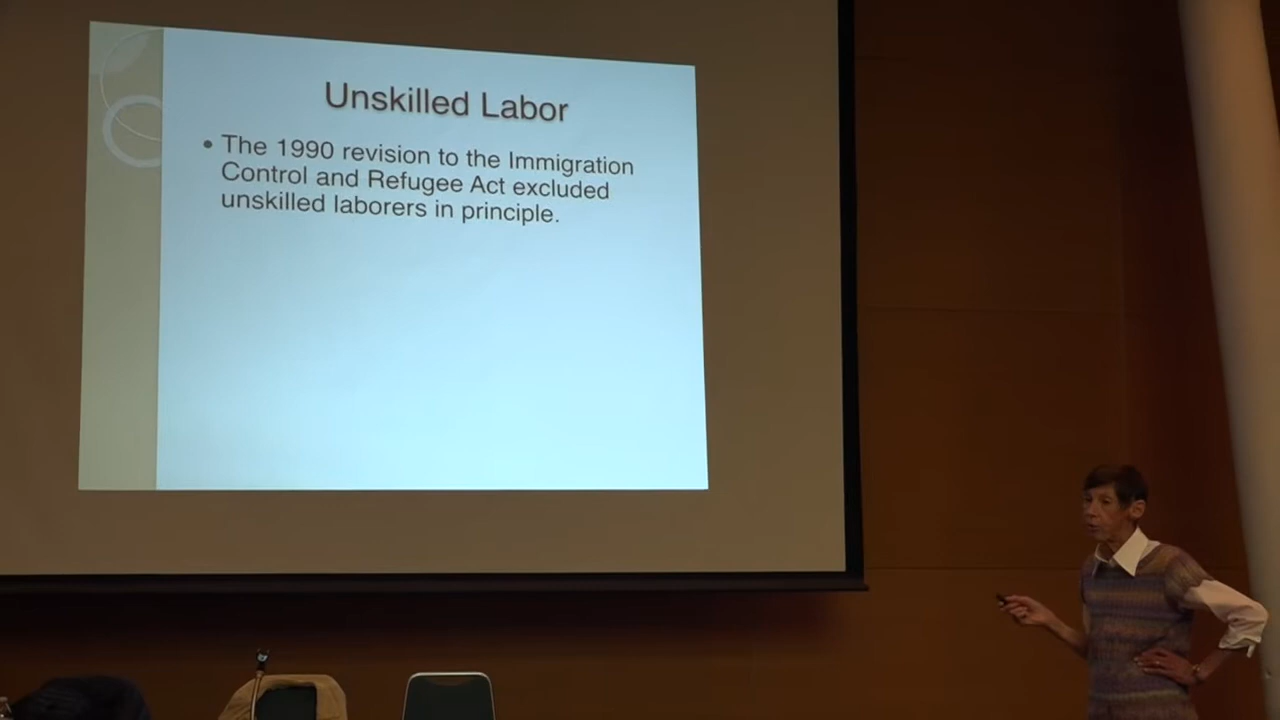 Unskilled Labor
• The 1990 revision to the Immigration
Control and Refugee Act excluded
unskilled laborers in principle.